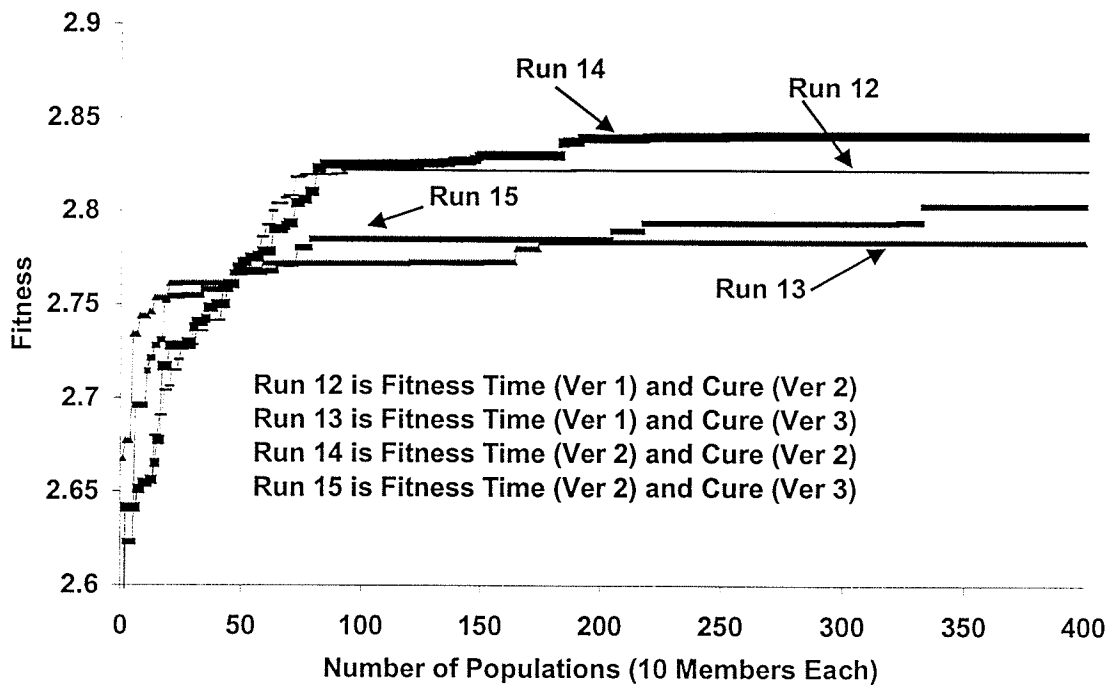 2.9
2.85
2.8
2.75
2.7
2.65
2.6
Fitness
Run 14
Run 12
Run 15
Run 13
Run 12 is Fitness Time (Ver 1) and Cure (Ver 2)
Run 13 is Fitness Time (Ver 1) and Cure (Ver 3)
Run 14 is Fitness Time (Ver 2) and Cure (Ver 2)
Run 15 is Fitness Time (Ver 2) and Cure (Ver 3)
0 50 100 150 200 250 300 350 400
Number of Populations (10 Members Each)